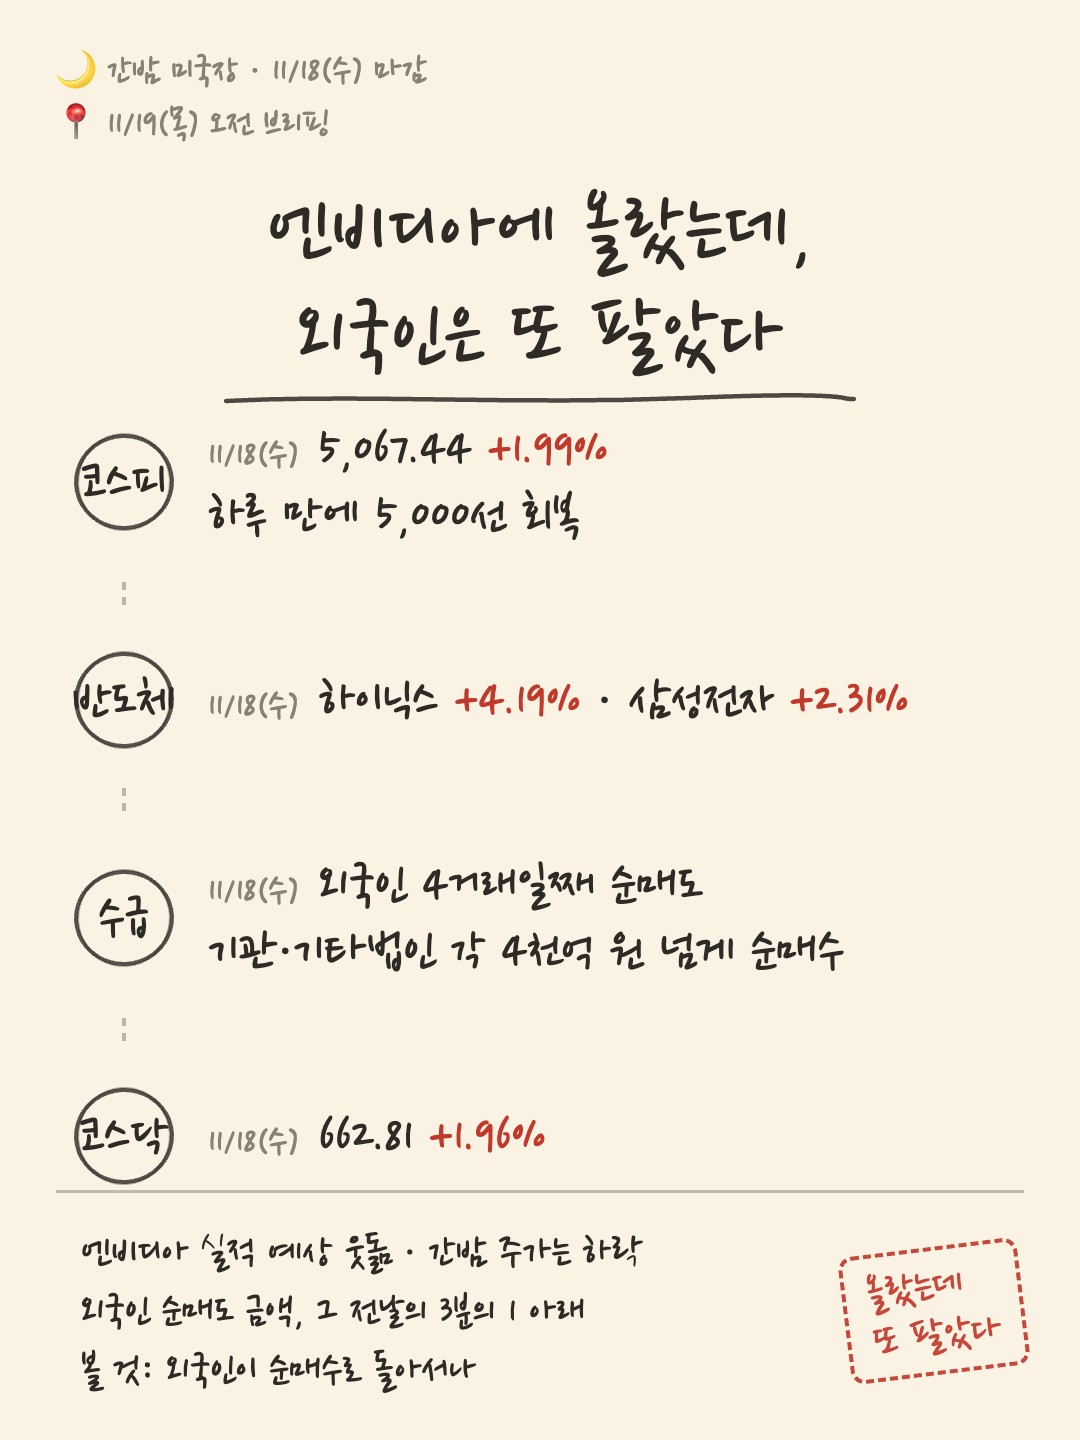 간밤 미국장 · 11/18(수) 마감
11/19(목) 오전 브리핑
엔비디아에 올랐는데,
외국인은 또 팔았다
코스피
11/18(수) 5,067.44 +1.99%
하루 만에 5,000선 회복
반도체
11/18(수) 하이닉스 +4.19% · 삼성전자 +2.31%
수급
11/18(수) 외국인 4거래일째 순매도
기관·기타법인 각 4천억 원 넘게 순매수
코스닥
11/18(수) 662.81 +1.96%
엔비디아 실적 예상 웃돎 · 간밤 주가는 하락
외국인 순매도 금액, 그 전날의 3분의 1 아래
볼 것: 외국인이 순매수로 돌아서나
올랐는데
또 팔았다